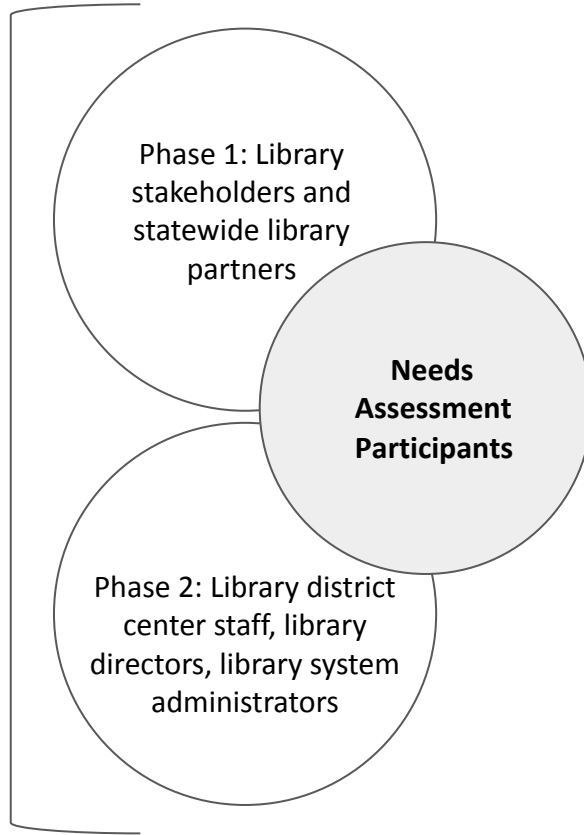 Phase 1: Library
stakeholders and
statewide library
partners
Needs
Assessment
Participants
Phase 2: Library district
center staff, library
directors, library system
administrators